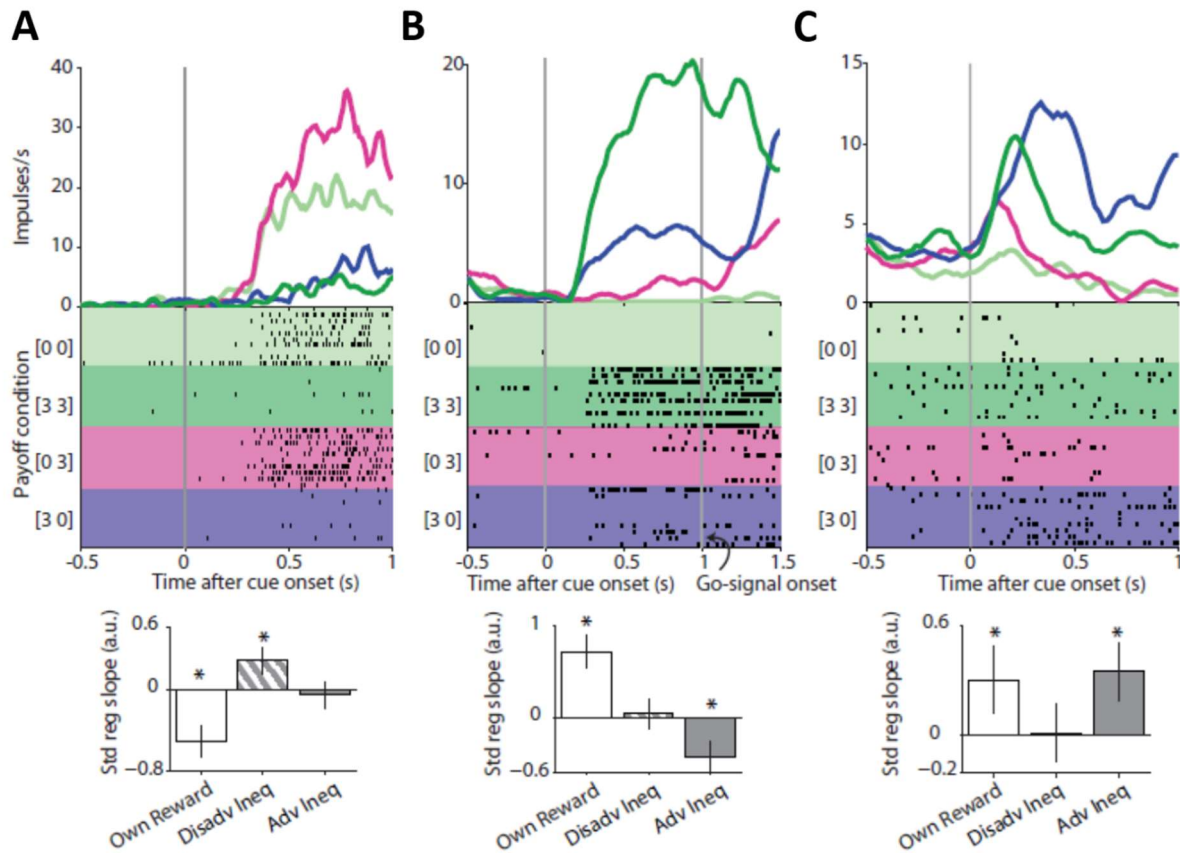 A
B
C
Impulses/s
40
30
20
10
0
20
10
0
15
10
5
0
Payoff condition
[0 0]
[3 3]
[0 3]
[3 0]
[0 0]
[3 3]
[0 3]
[3 0]
[0 0]
[3 3]
[0 3]
[3 0]
-0.5 0 0.5 1
-0.5 0 0.5 1 1.5
-0.5 0 0.5 1
Time after cue onset (s)
Time after cue onset (s)
Go-signal onset
Time after cue onset (s)
Std reg slope (a.u.)
0.6
0
−0.8
*
*
Own Reward
Disadv Ineq
Adv Ineq
Std reg slope (a.u.)
1
0
−0.6
*
*
Own Reward
Disadv Ineq
Adv Ineq
Std reg slope (a.u.)
0.6
0
−0.2
*
*
Own Reward
Disadv Ineq
Adv Ineq